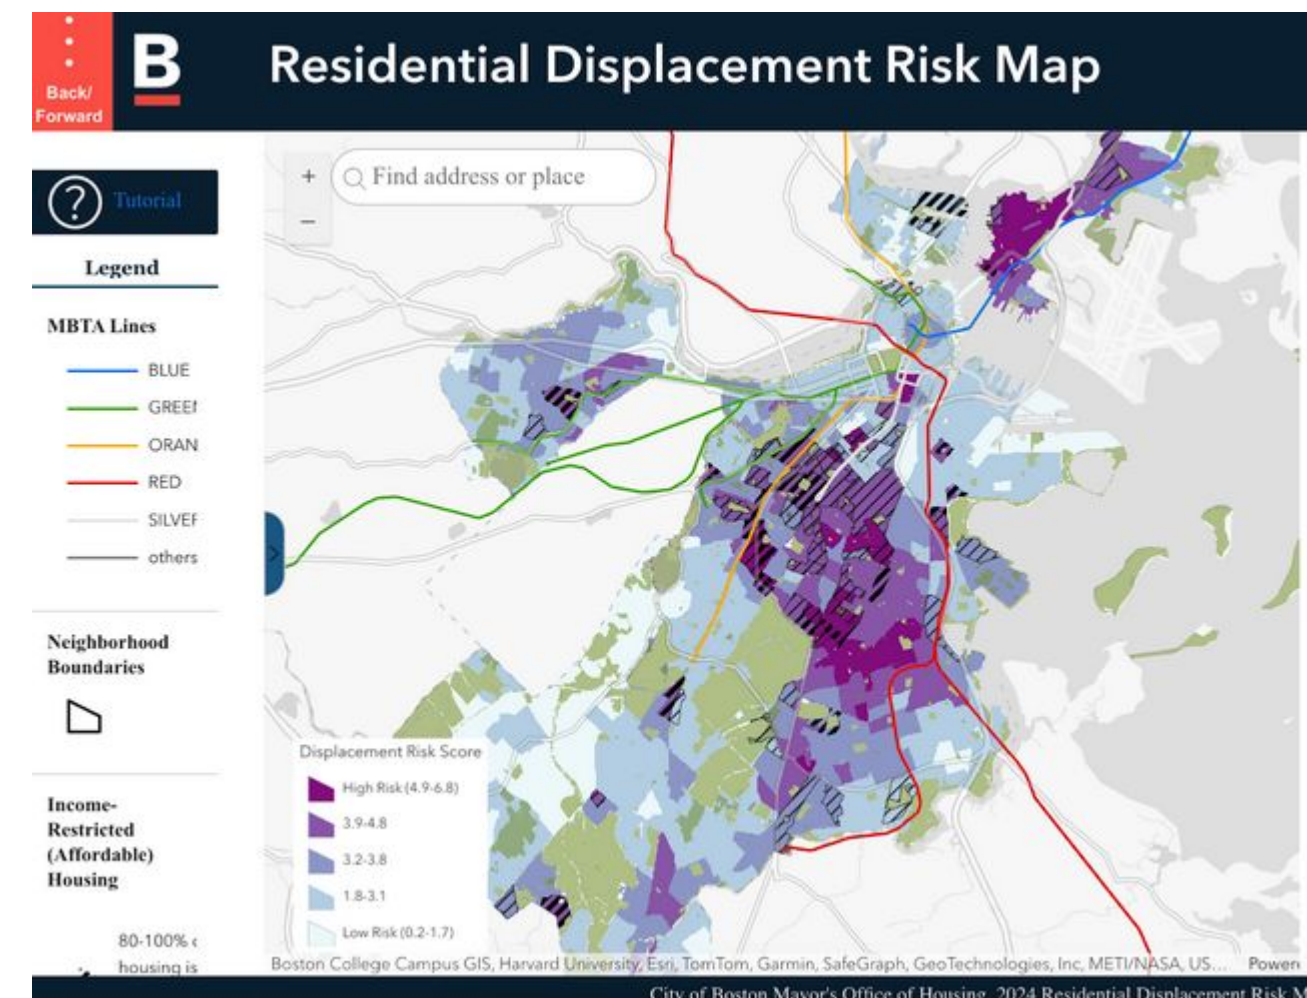 Back/
Forward
B
Residential Displacement Risk Map
?
Tutorial
Legend
MBTA Lines
BLUE
GREEN
ORAN
RED
SILVER
others
Neighborhood
Boundaries
Income-
Restricted
(Affordable)
Housing
80-100%
housing is
+
Find address or place
−
Displacement Risk Score
High Risk (4.9-6.8)
3.9-4.8
3.2-3.8
1.8-3.1
Low Risk (0.2-1.7)
Boston College Campus GIS, Harvard University, Esri, TomTom, Garmin, SafeGraph, GeoTechnologies, Inc, METI/NASA, US... Power
City of Boston Mayor's Office of Housing, 2024 Residential Displacement Risk M